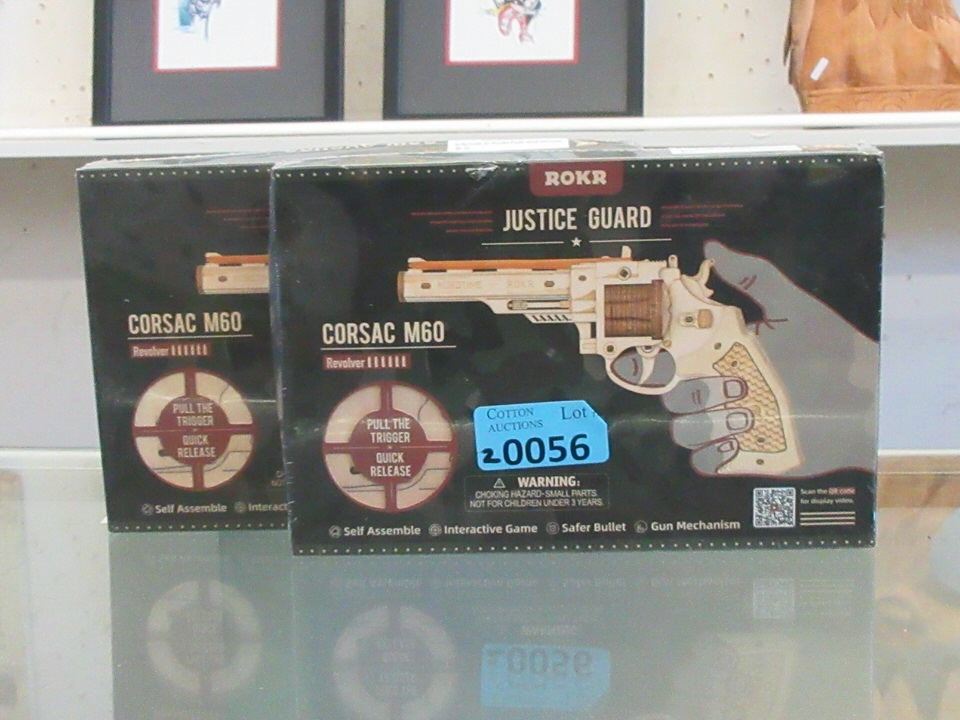 CORSAC M60
Revolver
PULL THE
TRIGGER
QUICK
RELEASE
Self Assemble
ROKR
JUSTICE GUARD
ROBOTIME ROKR
CORSAC M60
Revolver
PULL THE
TRIGGER
QUICK
RELEASE
COTTON Lot
AUCTIONS
20056
WARNING:
CHOKING HAZARD-SMALL PARTS.
NOT FOR CHILDREN UNDER 3 YEARS.
Scan the QR code
for display video.
Self Assemble Interactive Game Safer Bullet Gun Mechanism